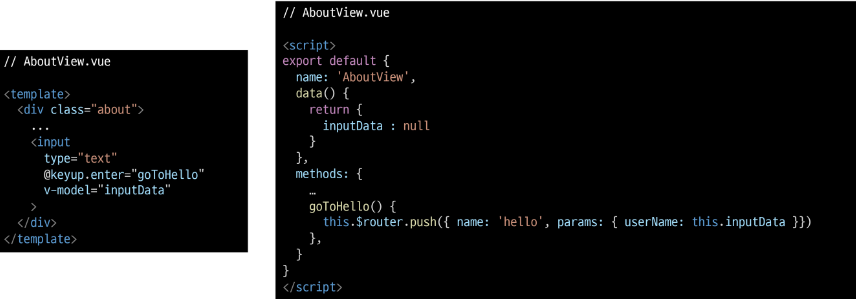 // AboutView.vue
<template>
  <div class="about">
    ...
    <input
      type="text"
      @keyup.enter="goToHello"
      v-model="inputData"
    >
  </div>
</template>
// AboutView.vue
<script>
export default {
  name: 'AboutView',
  data() {
    return {
      inputData : null
    }
  },
  methods: {
    …
    goToHello() {
      this.$router.push({ name: 'hello', params: { userName: this.inputData }})
    },
  }
}
</script>